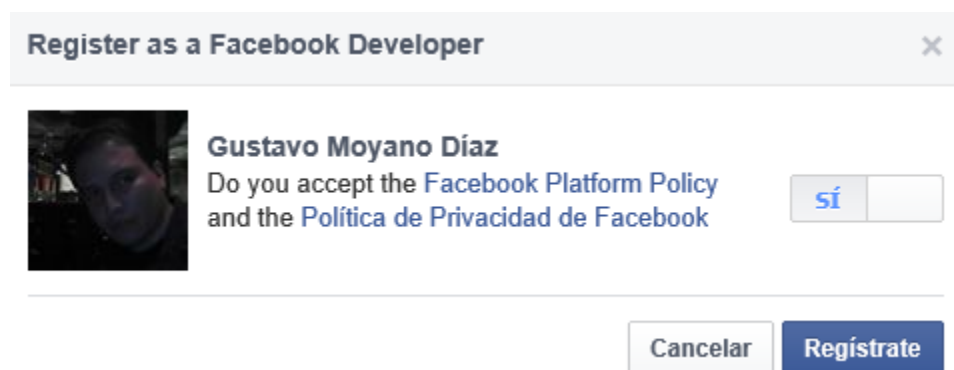 Register as a Facebook Developer
Gustavo Moyano Díaz
Do you accept the Facebook Platform Policy
and the Política de Privacidad de Facebook
SÍ
Cancelar
Regístrate